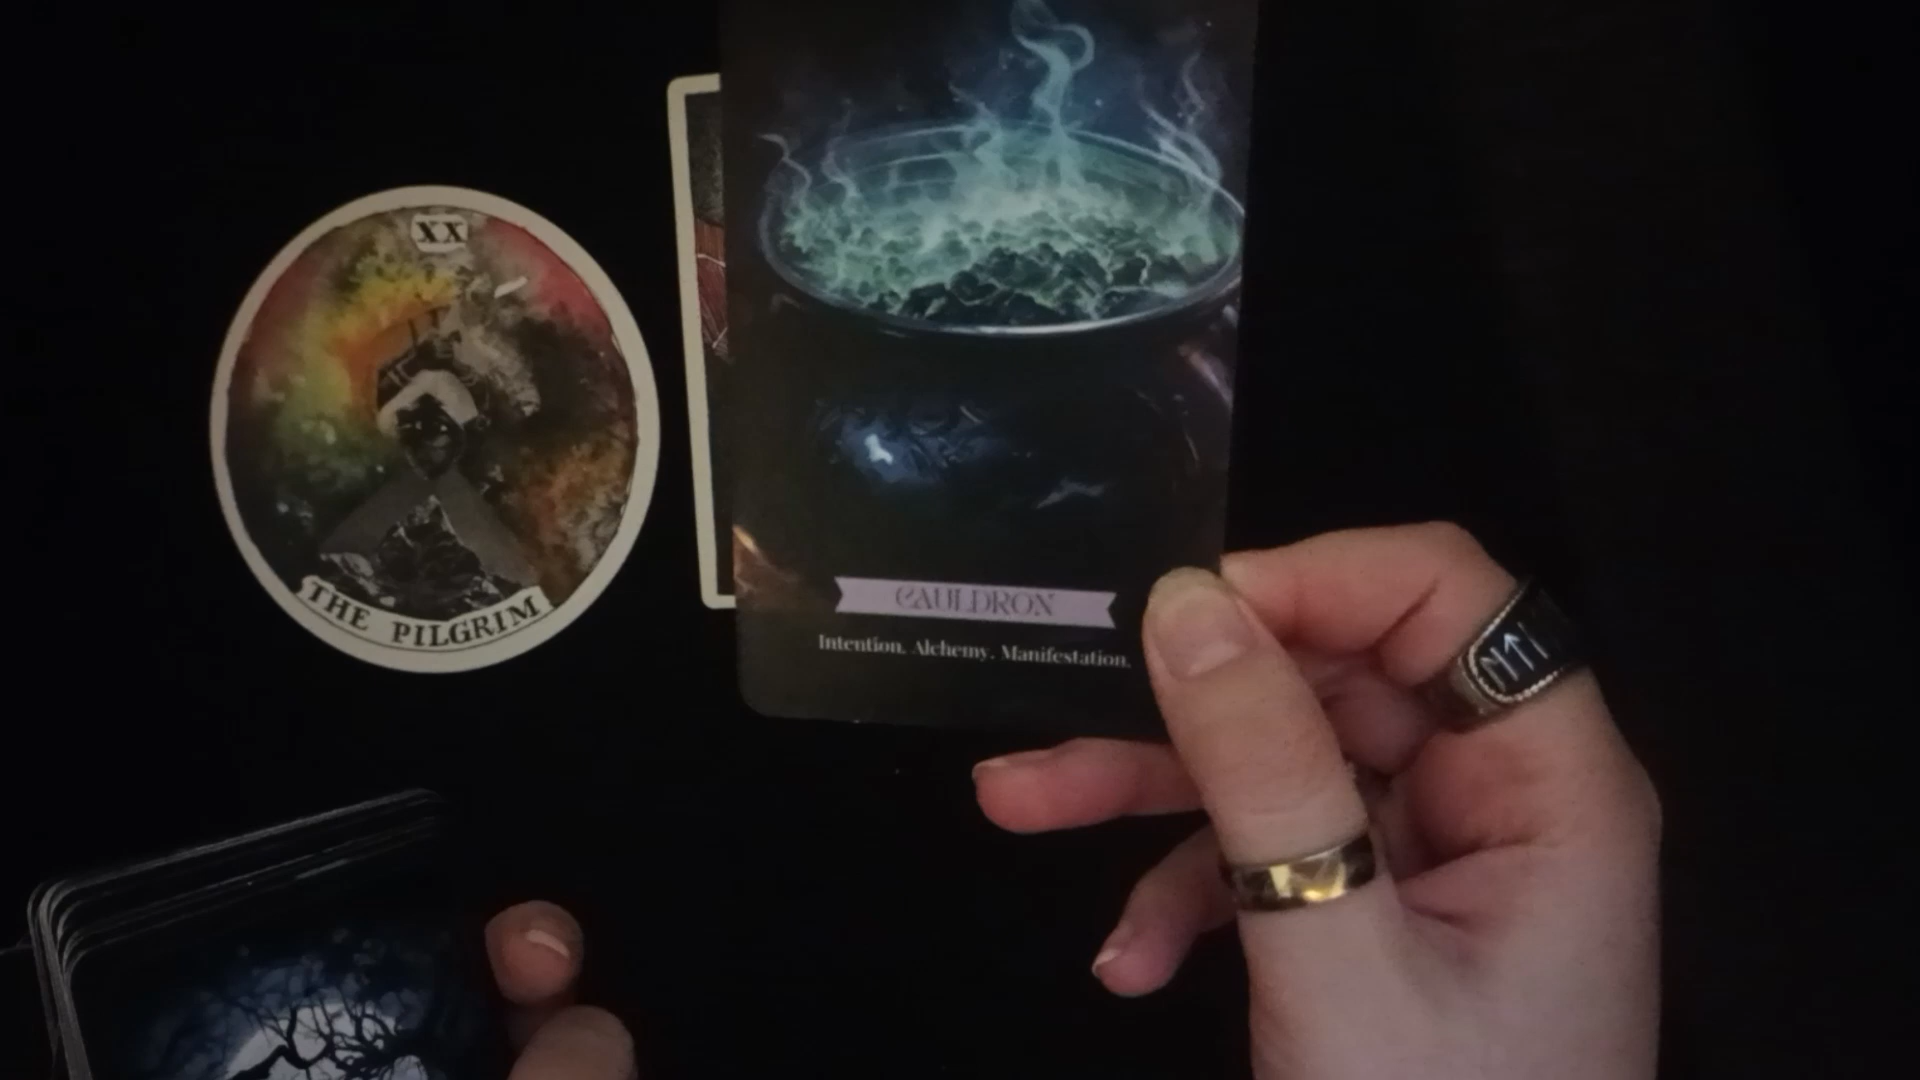 XX
THE PILGRIM
CAULDRON
Intention. Alchemy. Manifestation.